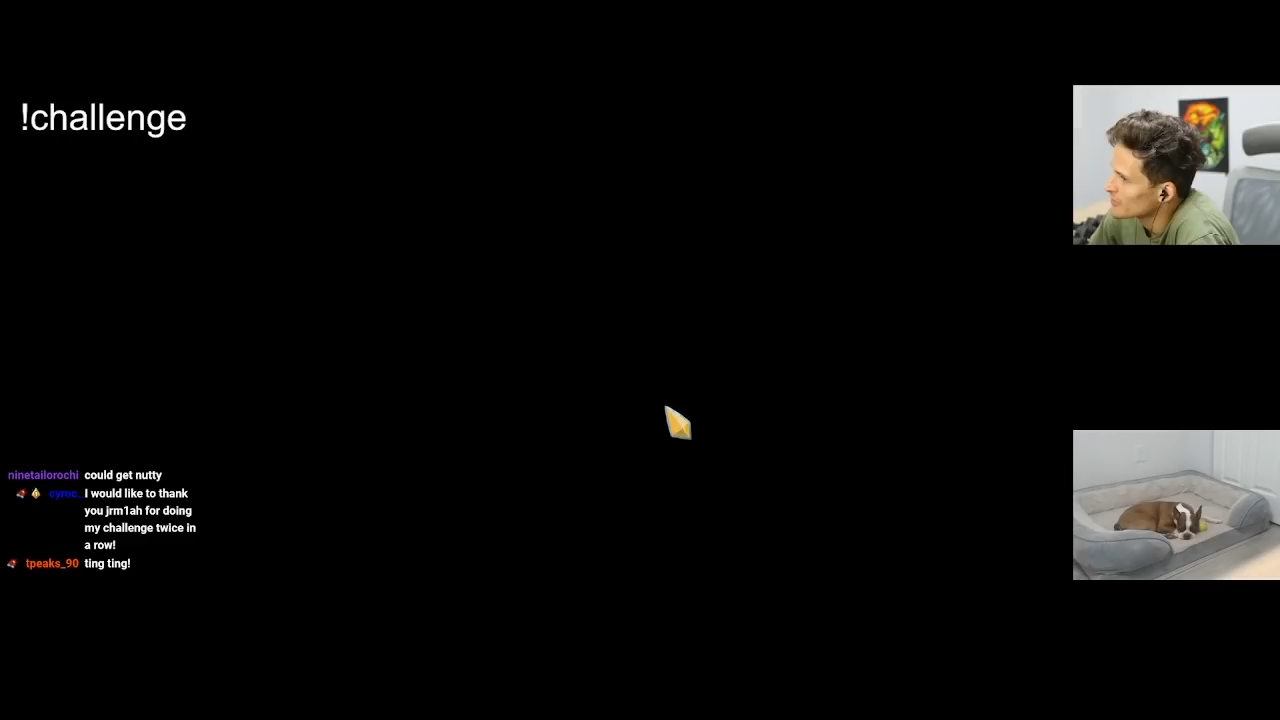 !challenge
ninetailorochi could get nutty
cyroc. I would like to thank
you jrm1ah for doing
my challenge twice in
a row!
tpeaks_90 ting ting!